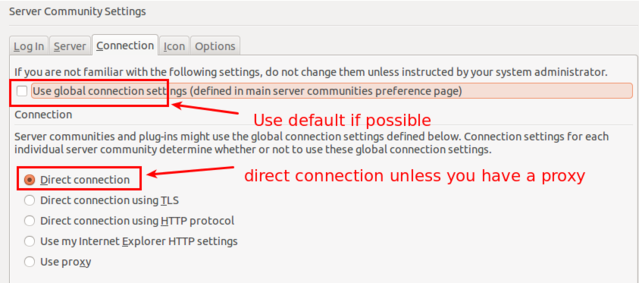 Server Community Settings
Log In Server Connection Icon Options
If you are not familiar with the following settings, do not change them unless instructed by your system administrator.
Use global connection settings (defined in main server communities preference page)
Use default if possible
Connection
Server communities and plug-ins might use the global connection settings defined below. Connection settings for each
individual server community determine whether or not to use these global connection settings.
Direct connection
direct connection unless you have a proxy
Direct connection using TLS
Direct connection using HTTP protocol
Use my Internet Explorer HTTP settings
Use proxy